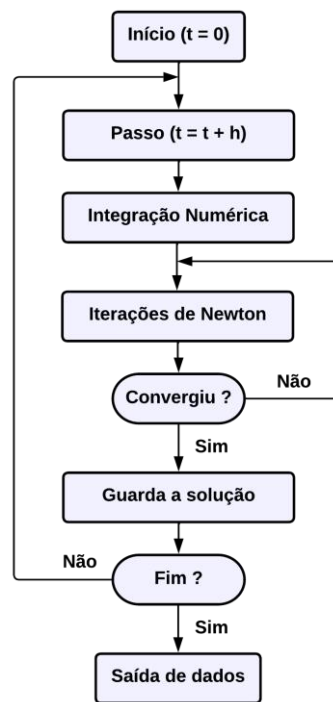 Início (t = 0)
Passo (t = t + h)
Integração Numérica
Iterações de Newton
Convergiu ?
Não
Sim
Guarda a solução
Não
Fim ?
Sim
Saída de dados